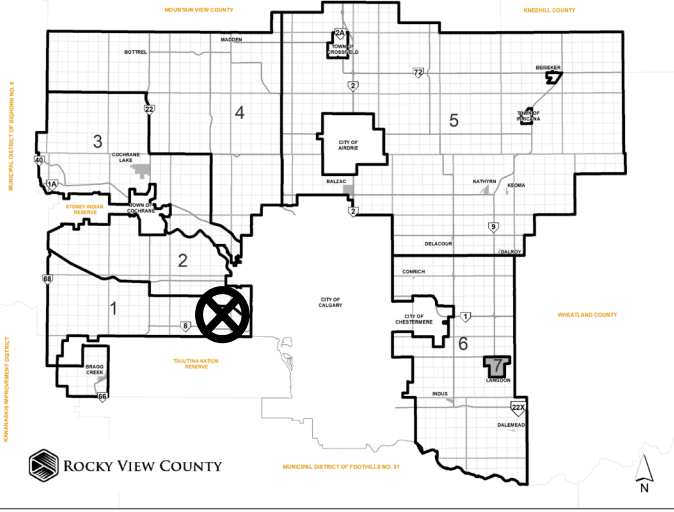 MOUNTAIN VIEW COUNTY
KNEEHILL COUNTY
MADDEN
2A
TOWN OF
CROSSFIELD
BOTTREL
BEISEKER
72
2
MUNICIPAL DISTRICT OF BIGHORN NO. 8
22
4
5
TOWN OF
IRRICANA
3
CITY OF
AIRDRIE
COCHRANE
LAKE
40
1A
BALZAC
KATHYRN
KEOMA
STONEY INDIAN
RESERVE
TOWN OF
COCHRANE
2
9
DELACOUR
DALROY
2
68
CONRICH
1
CITY OF
CALGARY
CITY OF
CHESTERMERE
1
WHEATLAND COUNTY
8
6
KANANASKIS IMPROVEMENT DISTRICT
BRAGG
CREEK
TSUUTINA NATION
RESERVE
7
LANGDON
66
INDUS
22X
DALEMEAD
ROCKY VIEW COUNTY
MUNICIPAL DISTRICT OF FOOTHILLS NO. 31
N